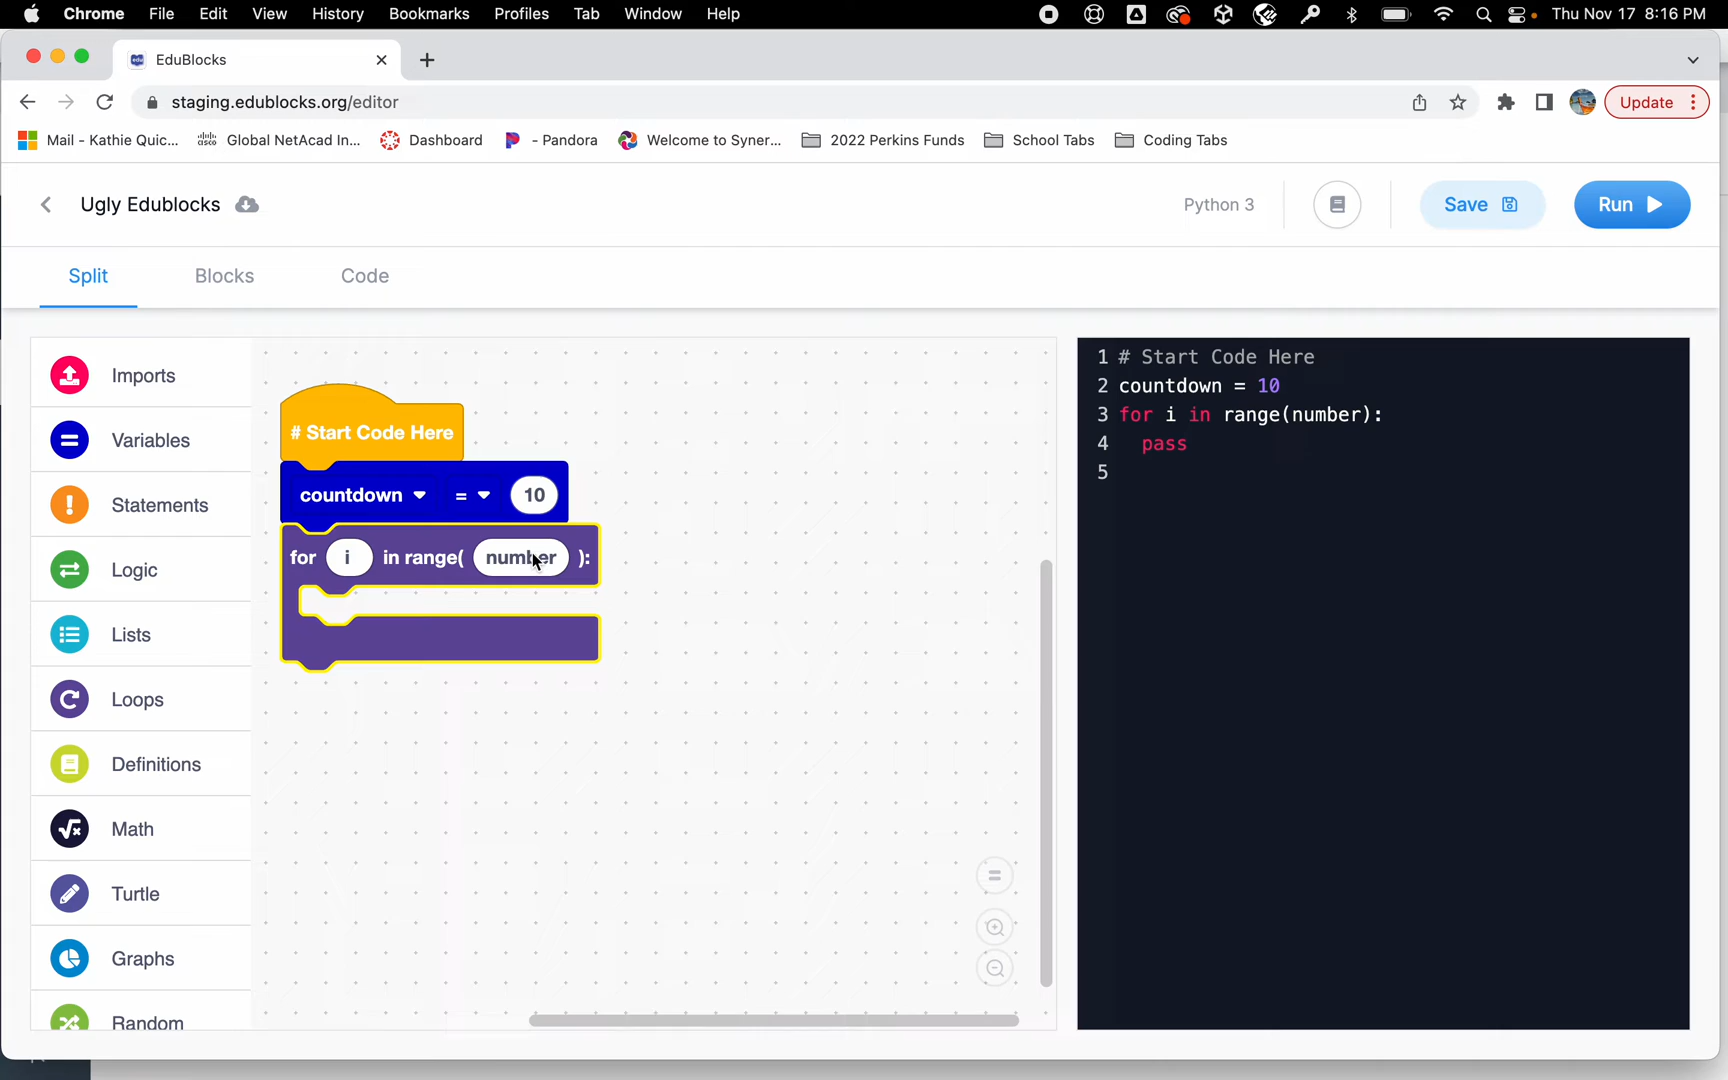 Chrome File Edit View History Bookmarks Profiles Tab Window Help Thu Nov 17 8:16 PM
EduBlocks
staging.edublocks.org/editor Update
Mail - Kathie Quic... Global NetAcad In... Dashboard - Pandora Welcome to Syner... 2022 Perkins Funds School Tabs Coding Tabs
Ugly Edublocks Python 3 Save Run
Split Blocks Code
Imports
Variables
Statements
Logic
Lists
Loops
Definitions
Math
Turtle
Graphs
Random
# Start Code Here
countdown = 10
for i in range( number ):
1 # Start Code Here
2 countdown = 10
3 for i in range(number):
4 pass
5